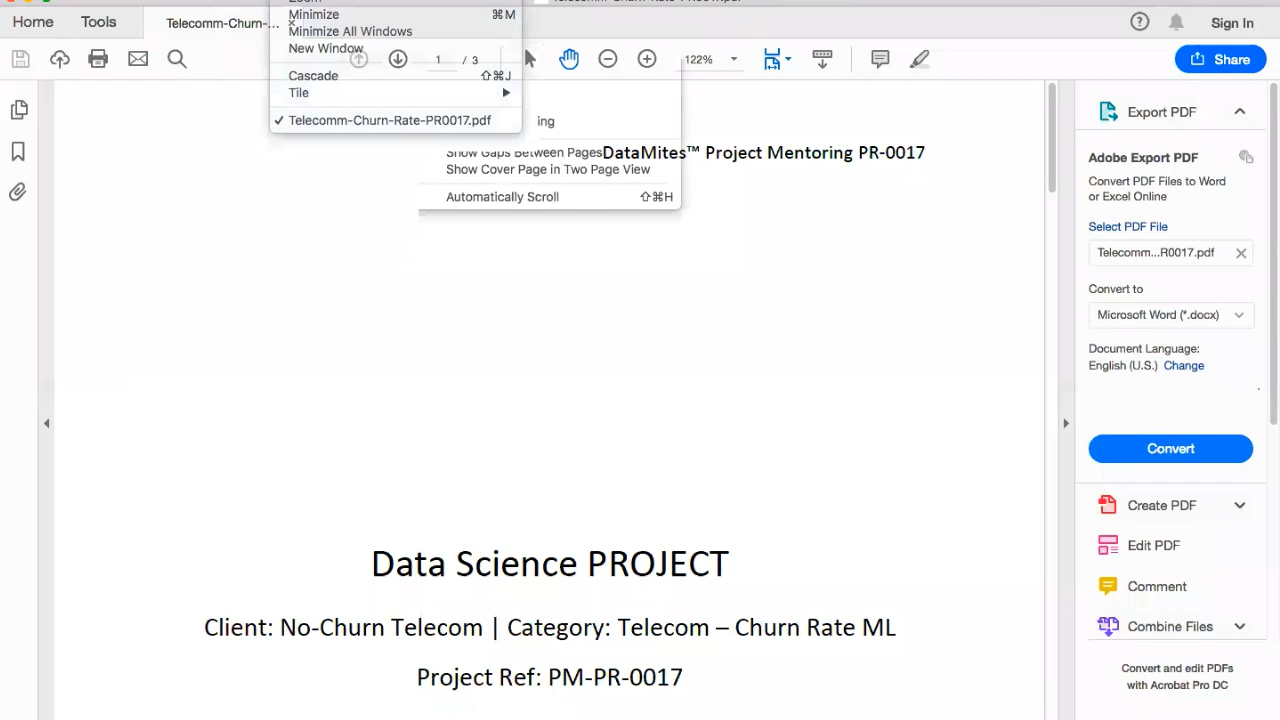 Home
Tools
Telecomm-Churn-...
Minimize ⌘M
Minimize All Windows
New Window
Cascade ⇧⌘J
Tile
✓ Telecomm-Churn-Rate-PR0017.pdf
Sign In
1 / 3
122%
Share
ing
Show Gaps Between Pages
Show Cover Page in Two Page View
Automatically Scroll ⇧⌘H
DataMites™ Project Mentoring PR-0017
Data Science PROJECT
Client: No-Churn Telecom | Category: Telecom – Churn Rate ML
Project Ref: PM-PR-0017
Export PDF
Adobe Export PDF
Convert PDF Files to Word
or Excel Online
Select PDF File
Telecomm...R0017.pdf
Convert to
Microsoft Word (*.docx)
Document Language:
English (U.S.) Change
Convert
Create PDF
Edit PDF
Comment
Combine Files
Convert and edit PDFs
with Acrobat Pro DC